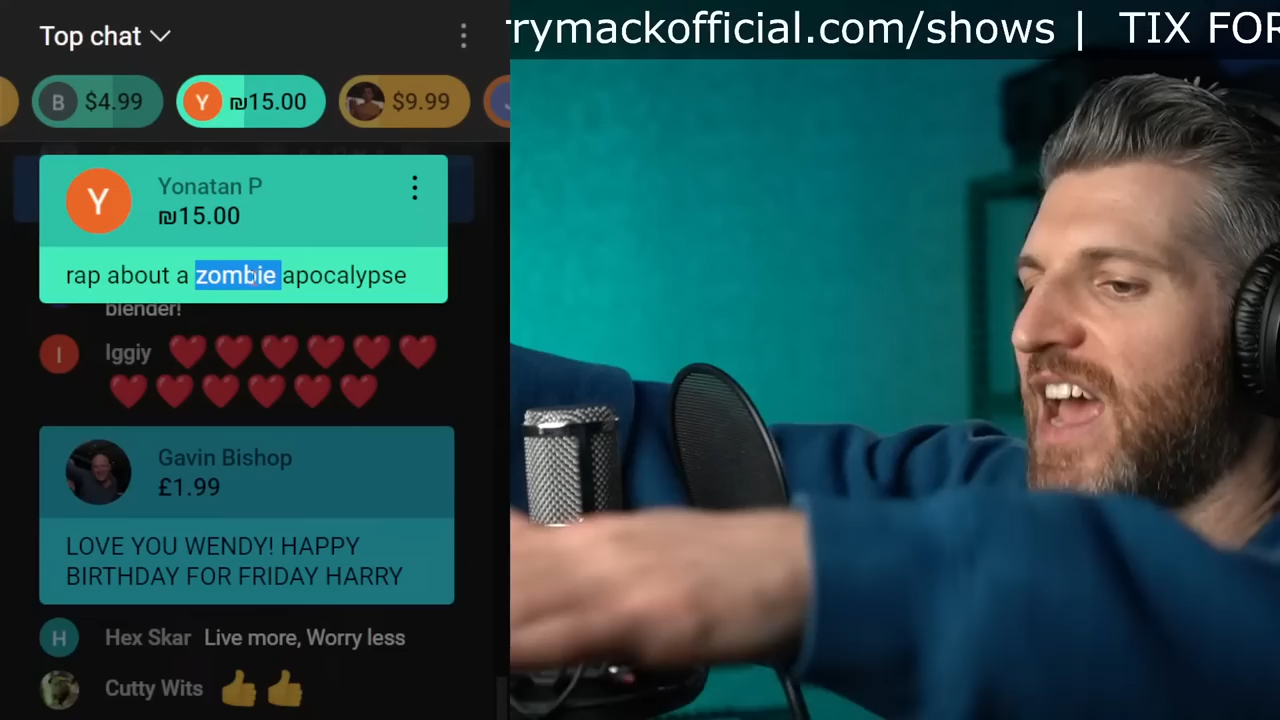 Top chat
rrymackofficial.com/shows | TIX FOR
B $4.99
Y ₪15.00
$9.99
Y Yonatan P
₪15.00
rap about a zombie apocalypse
blender!
I Iggiy ❤️❤️❤️❤️❤️❤️
❤️❤️❤️❤️❤️❤️
Gavin Bishop
£1.99
LOVE YOU WENDY! HAPPY
BIRTHDAY FOR FRIDAY HARRY
H Hex Skar Live more, Worry less
Cutty Wits 👍👍